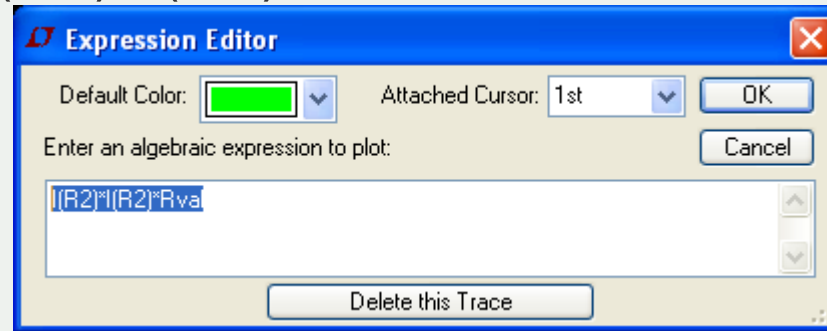 Expression Editor
Default Color:
Attached Cursor: 1st
OK
Enter an algebraic expression to plot:
Cancel
I(R2)*I(R2)*Rval
Delete this Trace